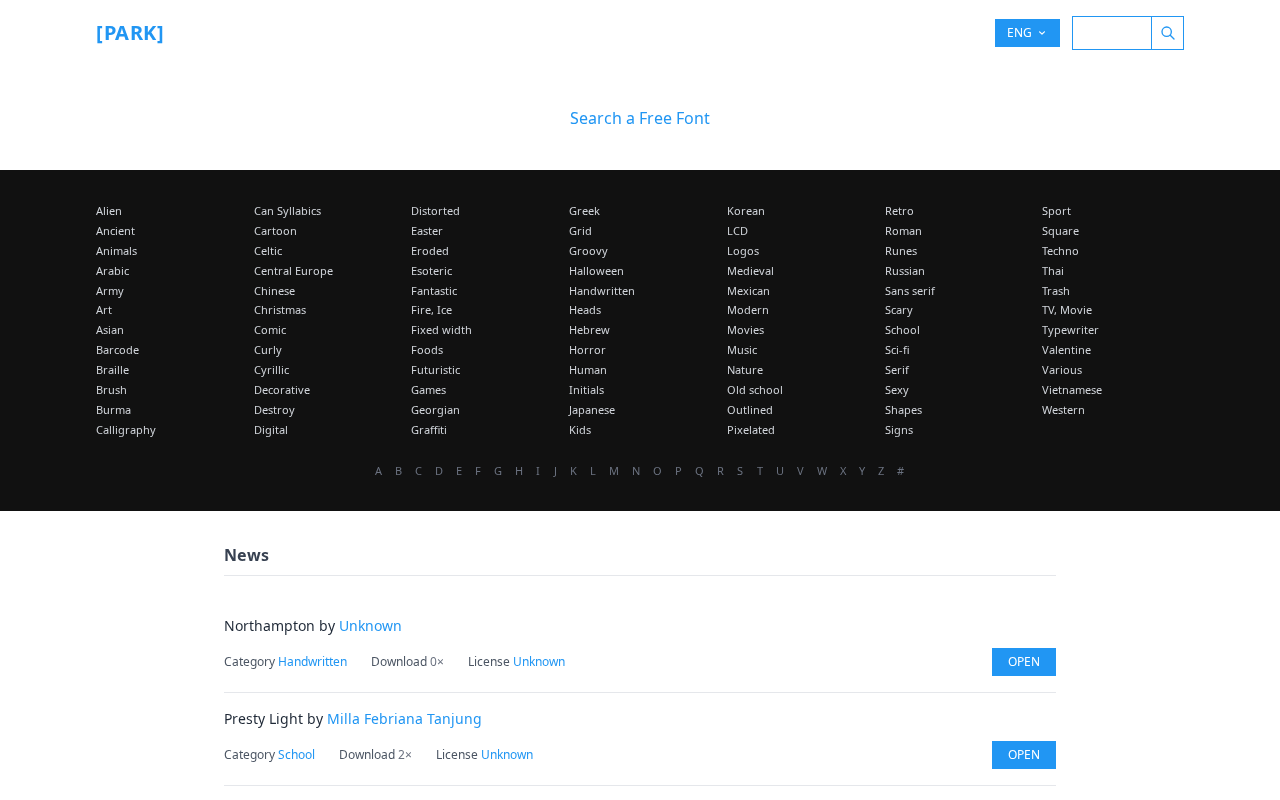 [PARK]
ENG
Search a Free Font
Alien
Ancient
Animals
Arabic
Army
Art
Asian
Barcode
Braille
Brush
Burma
Calligraphy
Can Syllabics
Cartoon
Celtic
Central Europe
Chinese
Christmas
Comic
Curly
Cyrillic
Decorative
Destroy
Digital
Distorted
Easter
Eroded
Esoteric
Fantastic
Fire, Ice
Fixed width
Foods
Futuristic
Games
Georgian
Graffiti
Greek
Grid
Groovy
Halloween
Handwritten
Heads
Hebrew
Horror
Human
Initials
Japanese
Kids
Korean
LCD
Logos
Medieval
Mexican
Modern
Movies
Music
Nature
Old school
Outlined
Pixelated
Retro
Roman
Runes
Russian
Sans serif
Scary
School
Sci-fi
Serif
Sexy
Shapes
Signs
Sport
Square
Techno
Thai
Trash
TV, Movie
Typewriter
Valentine
Various
Vietnamese
Western
A B C D E F G H I J K L M N O P Q R S T U V W X Y Z #
News
Northampton by Unknown
Category Handwritten Download 0× License Unknown OPEN
Presty Light by Milla Febriana Tanjung
Category School Download 2× License Unknown OPEN